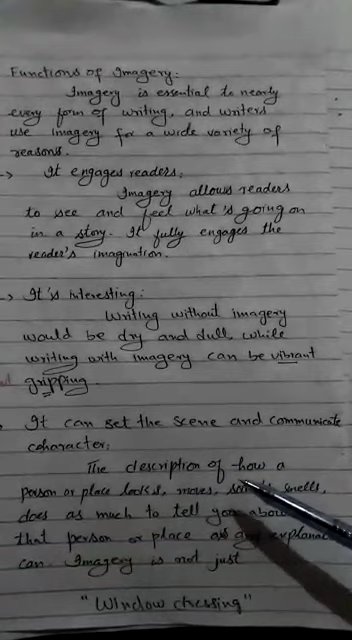 Functions of Imagery:
Imagery is essential to nearly
every form of writing, and writers
use imagery for a wide variety of
reasons.
→ It engages readers:
Imagery allows readers
to see and feel what's going on
in a story. It fully engages the
reader's imagination.
→ It's interesting:
Writing without imagery
would be dry and dull, while
writing with imagery can be vibrant
gripping.
It can set the scene and communicate
character:
The description of how a
person or place looks, moves, smells,
does as much to tell you about
that person or place as any explana
can. Imagery is not just
"Window dressing"